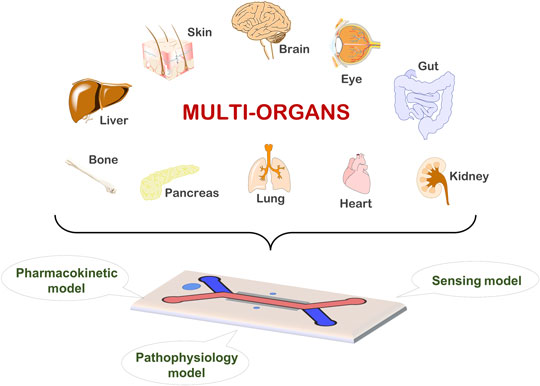 Skin
Brain
Eye
Gut
Liver
MULTI-ORGANS
Bone
Pancreas
Lung
Heart
Kidney
Pharmacokinetic
model
Sensing model
Pathophysiology
model